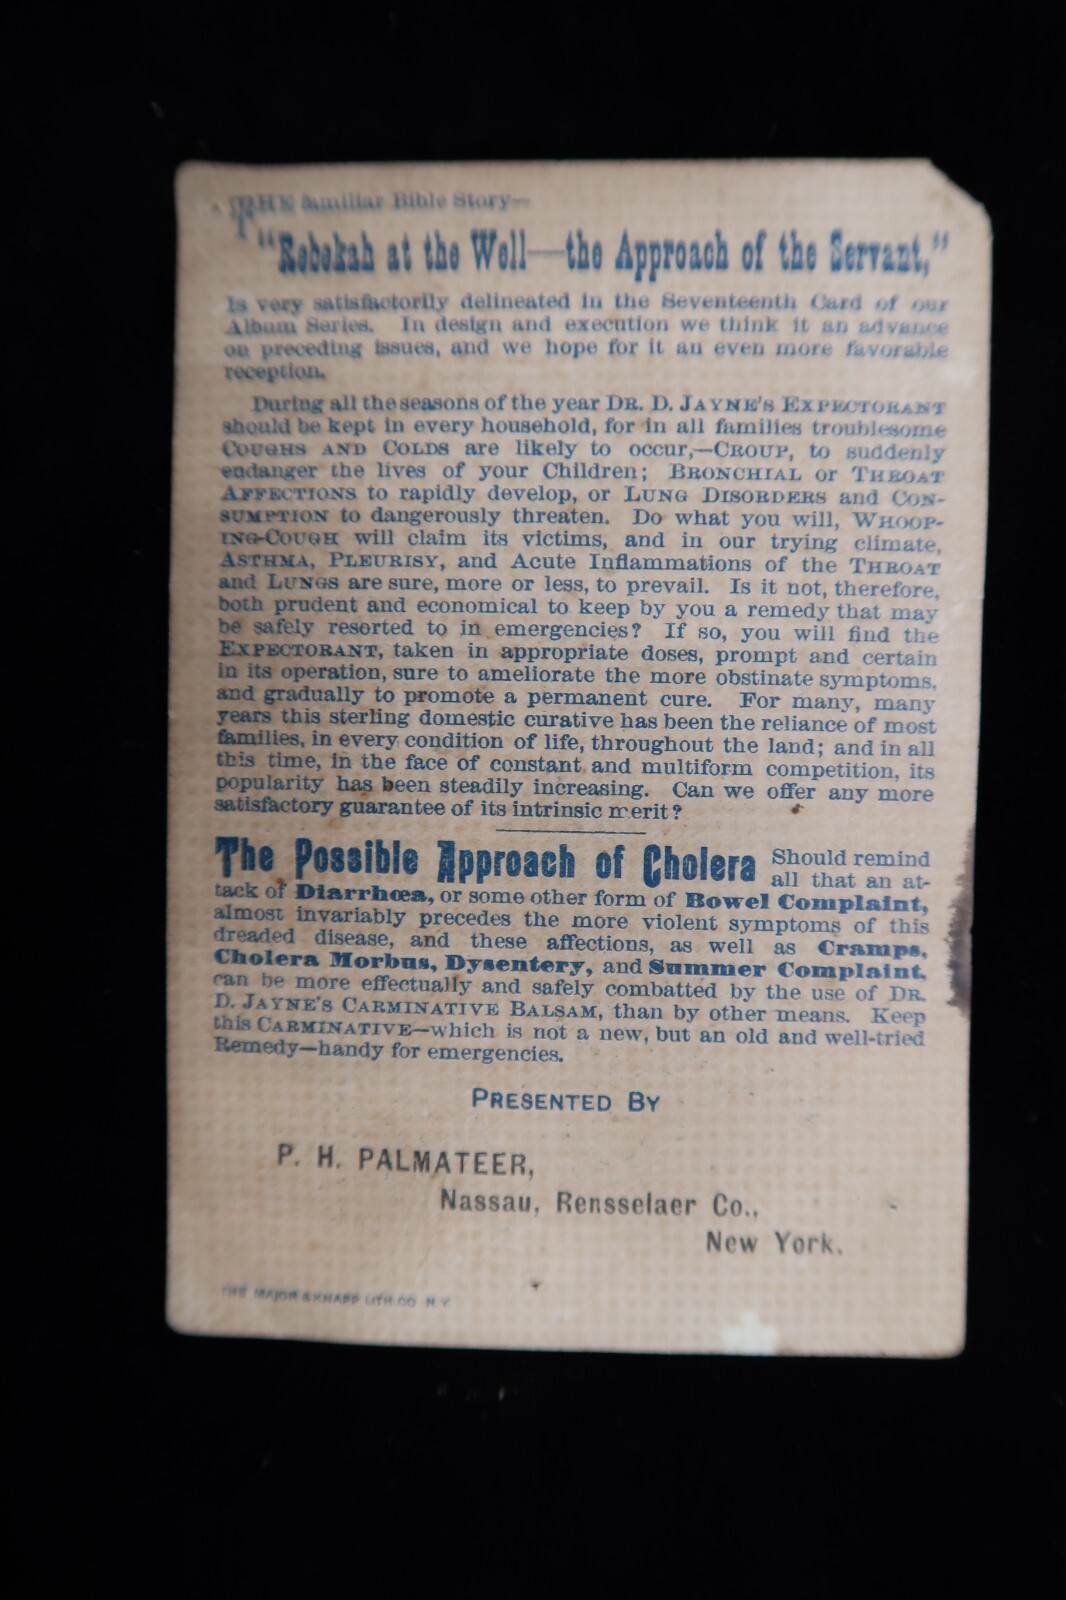 THE familiar Bible Story—
"Rebekah at the Well—the Approach of the Servant,"
Is very satisfactorily delineated in the Seventeenth Card of our
Album Series. In design and execution we think it an advance
on preceding issues, and we hope for it an even more favorable
reception.
During all the seasons of the year DR. D. JAYNE'S EXPECTORANT
should be kept in every household, for in all families troublesome
COUGHS AND COLDS are likely to occur,—CROUP, to suddenly
endanger the lives of your Children; BRONCHIAL or THROAT
AFFECTIONS to rapidly develop, or LUNG DISORDERS and CON-
SUMPTION to dangerously threaten. Do what you will, WHOOP-
ING-COUGH will claim its victims, and in our trying climate,
ASTHMA, PLEURISY, and Acute Inflammations of the THROAT
and LUNGS are sure, more or less, to prevail. Is it not, therefore,
both prudent and economical to keep by you a remedy that may
be safely resorted to in emergencies? If so, you will find the
EXPECTORANT, taken in appropriate doses, prompt and certain
in its operation, sure to ameliorate the more obstinate symptoms,
and gradually to promote a permanent cure. For many, many
years this sterling domestic curative has been the reliance of most
families, in every condition of life, throughout the land; and in all
this time, in the face of constant and multiform competition, its
popularity has been steadily increasing. Can we offer any more
satisfactory guarantee of its intrinsic merit?
The Possible Approach of Cholera Should remind
all that an at-
tack of Diarrhœa, or some other form of Bowel Complaint,
almost invariably precedes the more violent symptoms of this
dreaded disease, and these affections, as well as Cramps,
Cholera Morbus, Dysentery, and Summer Complaint,
can be more effectually and safely combatted by the use of DR.
D. JAYNE'S CARMINATIVE BALSAM, than by other means. Keep
this CARMINATIVE—which is not a new, but an old and well-tried
Remedy—handy for emergencies.
PRESENTED BY
P. H. PALMATEER,
Nassau, Rensselaer Co.,
New York.
THE MAJOR & KNAPP LITH. CO. N.Y.